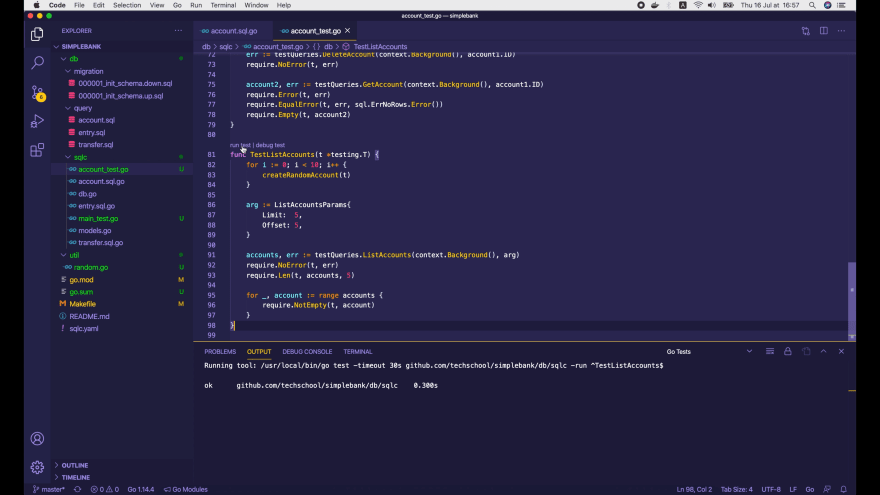 Code File Edit Selection View Go Run Terminal Window Help Thu 16 Jul at 16:57
account_test.go — simplebank
EXPLORER
account.sql.go
account_test.go
SIMPLEBANK
db > sqlc > account_test.go > {} db > TestListAccounts
db
migration
000001_init_schema.down.sql
000001_init_schema.up.sql
query
account.sql
entry.sql
transfer.sql
sqlc
account_test.go U
account.sql.go
db.go
entry.sql.go
main_test.go U
models.go
transfer.sql.go
util
random.go U
go.mod M
go.sum U
Makefile M
README.md
sqlc.yaml
OUTLINE
TIMELINE
72 err := testQueries.DeleteAccount(context.Background(), account1.ID)
73 require.NoError(t, err)
74
75 account2, err := testQueries.GetAccount(context.Background(), account1.ID)
76 require.Error(t, err)
77 require.EqualError(t, err, sql.ErrNoRows.Error())
78 require.Empty(t, account2)
79 }
80
run test | debug test
81 func TestListAccounts(t *testing.T) {
82 for i := 0; i < 10; i++ {
83 createRandomAccount(t)
84 }
85
86 arg := ListAccountsParams{
87 Limit: 5,
88 Offset: 5,
89 }
90
91 accounts, err := testQueries.ListAccounts(context.Background(), arg)
92 require.NoError(t, err)
93 require.Len(t, accounts, 5)
94
95 for _, account := range accounts {
96 require.NotEmpty(t, account)
97 }
98 }
99
PROBLEMS OUTPUT DEBUG CONSOLE TERMINAL Go Tests
Running tool: /usr/local/bin/go test -timeout 30s github.com/techschool/simplebank/db/sqlc -run ^TestListAccounts$
ok github.com/techschool/simplebank/db/sqlc 0.300s
master* 0 0 Go 1.14.4 Go Modules Ln 98, Col 2 Tab Size: 4 UTF-8 LF Go